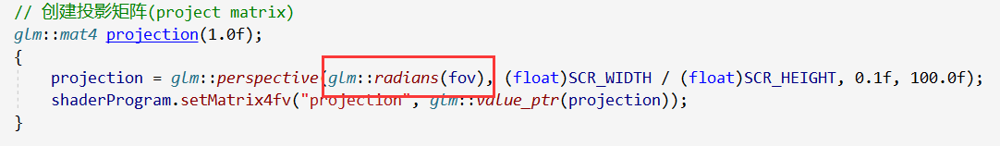 // 创建投影矩阵(project matrix)
glm::mat4 projection(1.0f);
{
projection = glm::perspective(glm::radians(fov), (float)SCR_WIDTH / (float)SCR_HEIGHT, 0.1f, 100.0f);
shaderProgram.setMatrix4fv("projection", glm::value_ptr(projection));
}